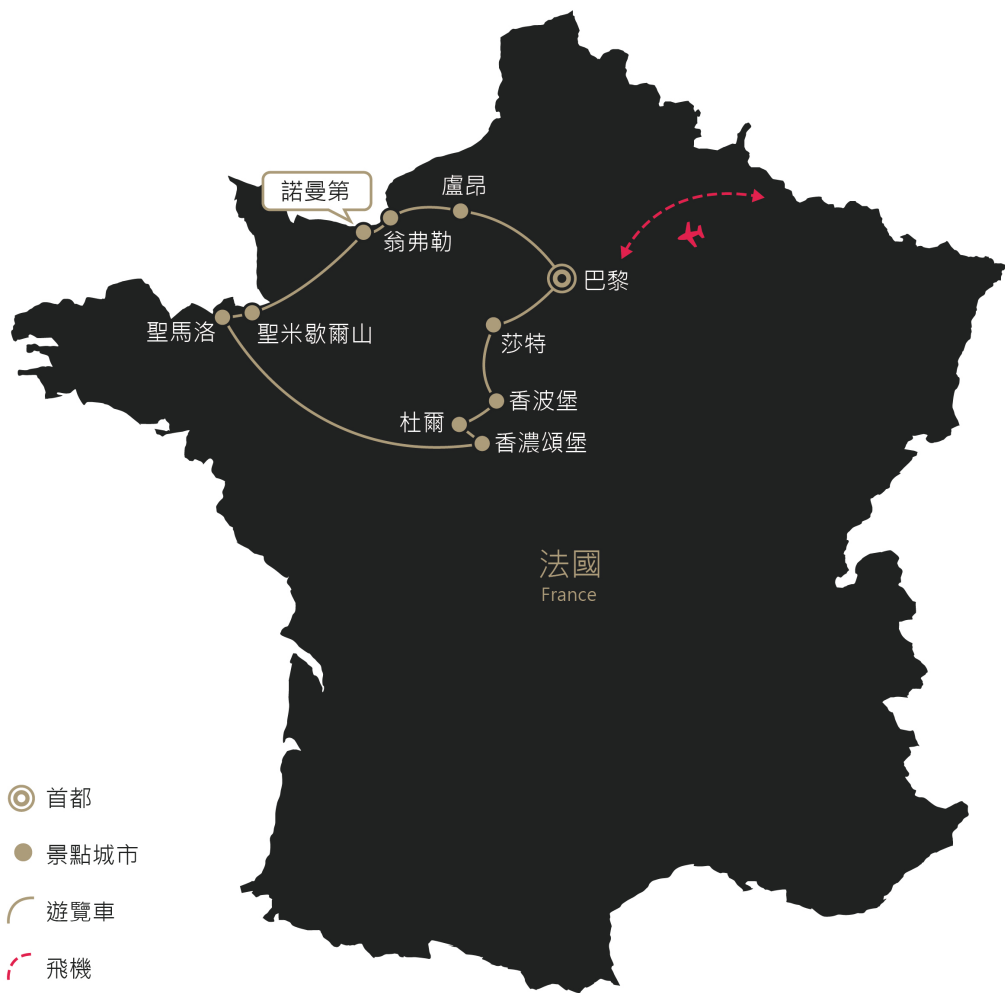 諾曼第
盧昂
翁弗勒
巴黎
聖馬洛
聖米歇爾山
莎特
香波堡
杜爾
香濃頌堡
法國
France
首都
景點城市
遊覽車
飛機